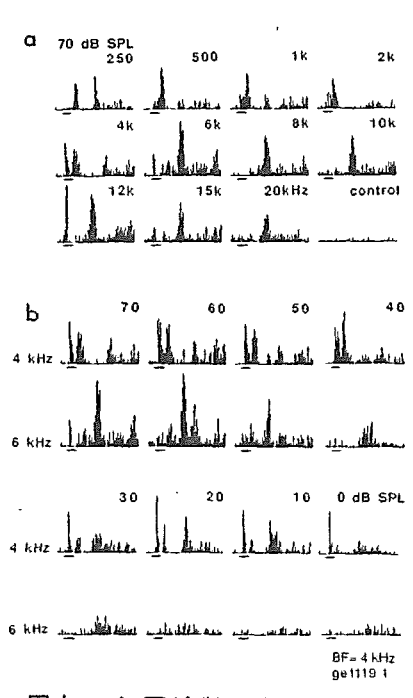 a
70 dB SPL
250 500 1k 2k
4k 6k 8k 10k
12k 15k 20kHz control
b
70 60 50 40
4 kHz
6 kHz
30 20 10 0 dB SPL
4 kHz
6 kHz
BF= 4 kHz
ge1119 1